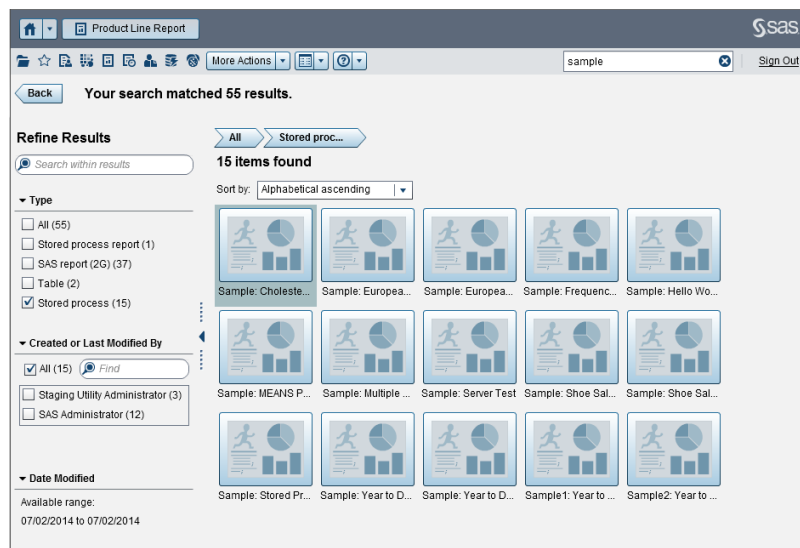 Product Line Report
sas
More Actions
sample
Sign Out
Back
Your search matched 55 results.
Refine Results
Search within results
Type
All (55)
Stored process report (1)
SAS report (2G) (37)
Table (2)
Stored process (15)
Created or Last Modified By
All (15)
Find
Staging Utility Administrator (3)
SAS Administrator (12)
Date Modified
Available range:
07/02/2014 to 07/02/2014
All
Stored proc...
15 items found
Sort by:
Alphabetical ascending
Sample: Choleste...
Sample: Europea...
Sample: Europea...
Sample: Frequenc...
Sample: Hello Wo...
Sample: MEANS P...
Sample: Multiple ...
Sample: Server Test
Sample: Shoe Sal...
Sample: Shoe Sal...
Sample: Stored Pr...
Sample: Year to D...
Sample: Year to D...
Sample1: Year to ...
Sample2: Year to ...